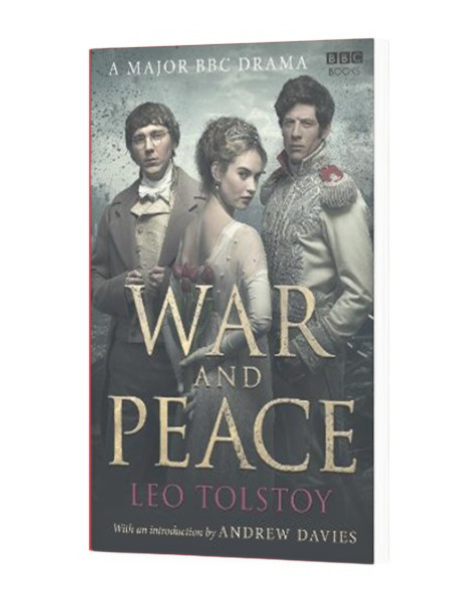 A MAJOR BBC DRAMA
BBC
BOOKS
WAR
AND
PEACE
LEO TOLSTOY
With an introduction by ANDREW DAVIES